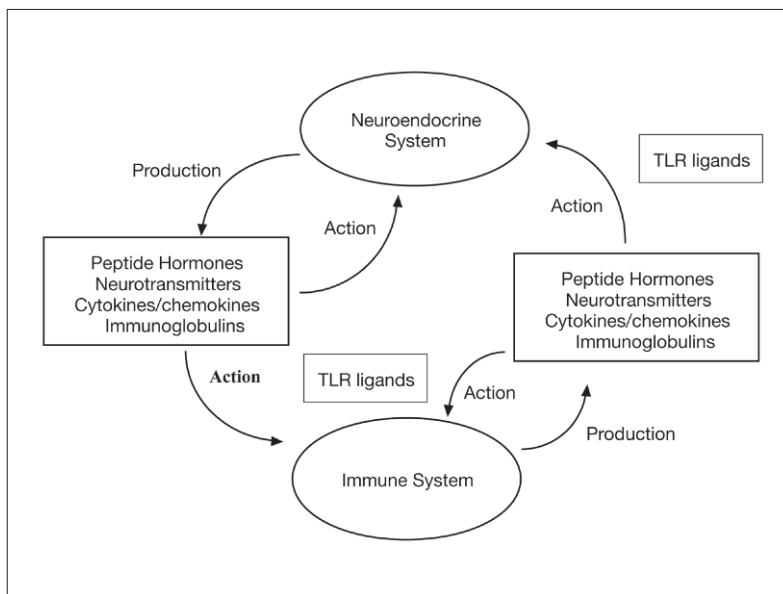 Neuroendocrine
System
TLR ligands
Production
Action
Action
Peptide Hormones
Neurotransmitters
Cytokines/chemokines
Immunoglobulins
Peptide Hormones
Neurotransmitters
Cytokines/chemokines
Immunoglobulins
Action
TLR ligands
Action
Production
Immune System